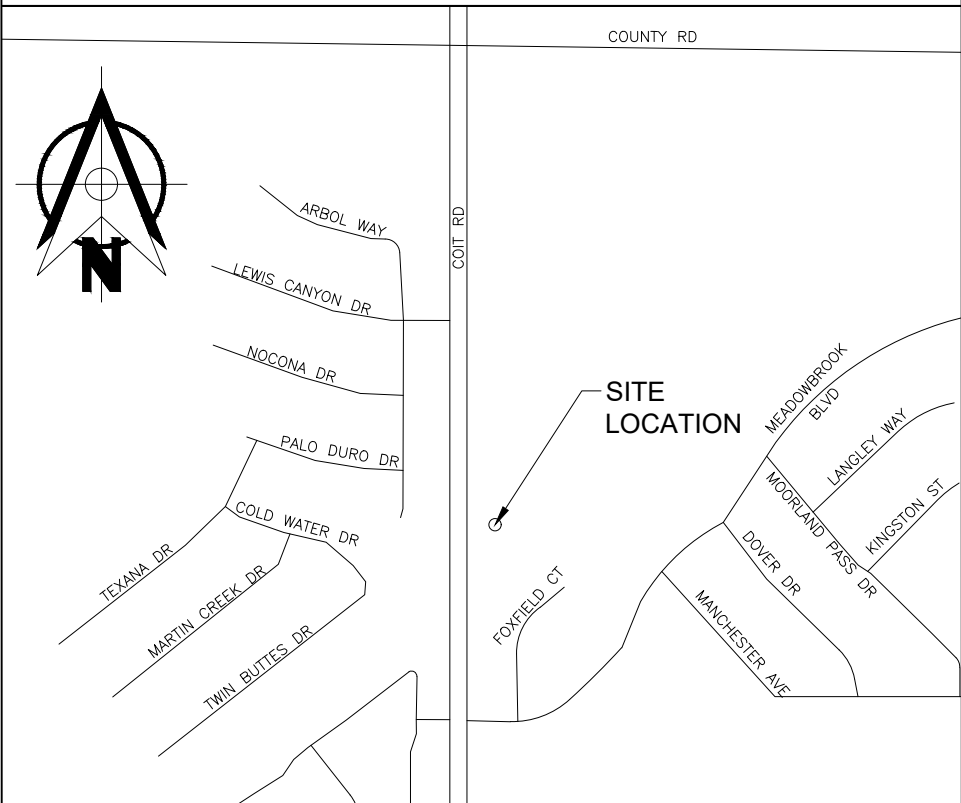 COUNTY RD
N
ARBOL WAY
COIT RD
LEWIS CANYON DR
NOCONA DR
MEADOWBROOK
BLVD
SITE
LOCATION
LANGLEY WAY
PALO DURO DR
MOORLAND PASS DR
KINGSTON ST
COLD WATER DR
TEXANA DR
DOVER DR
MARTIN CREEK DR
FOXFIELD CT
MANCHESTER AVE
TWIN BUTTES DR